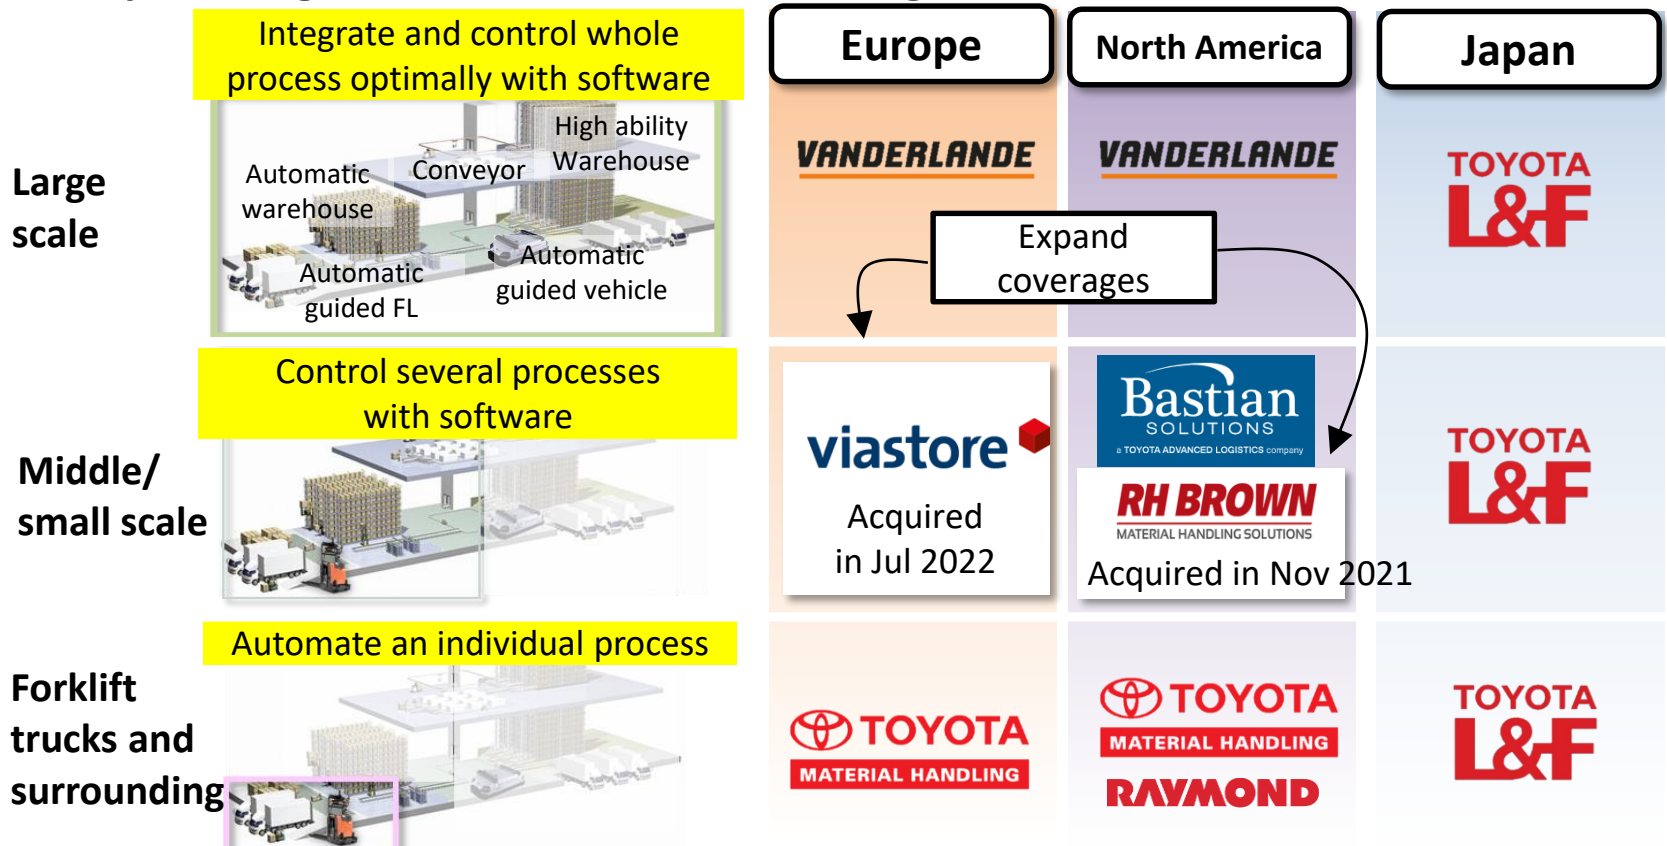 Integrate and control whole
process optimally with software
Europe
North America
Japan
Large
scale
High ability
Warehouse
Conveyor
Automatic
warehouse
Automatic
guided FL
Automatic
guided vehicle
VANDERLANDE
VANDERLANDE
TOYOTA
L&F
Expand
coverages
Control several processes
with software
Middle/
small scale
viastore
Acquired
in Jul 2022
Bastian
SOLUTIONS
a TOYOTA ADVANCED LOGISTICS company
RH BROWN
MATERIAL HANDLING SOLUTIONS
Acquired in Nov 2021
TOYOTA
L&F
Automate an individual process
Forklift
trucks and
surrounding
TOYOTA
MATERIAL HANDLING
TOYOTA
MATERIAL HANDLING
RAYMOND
TOYOTA
L&F